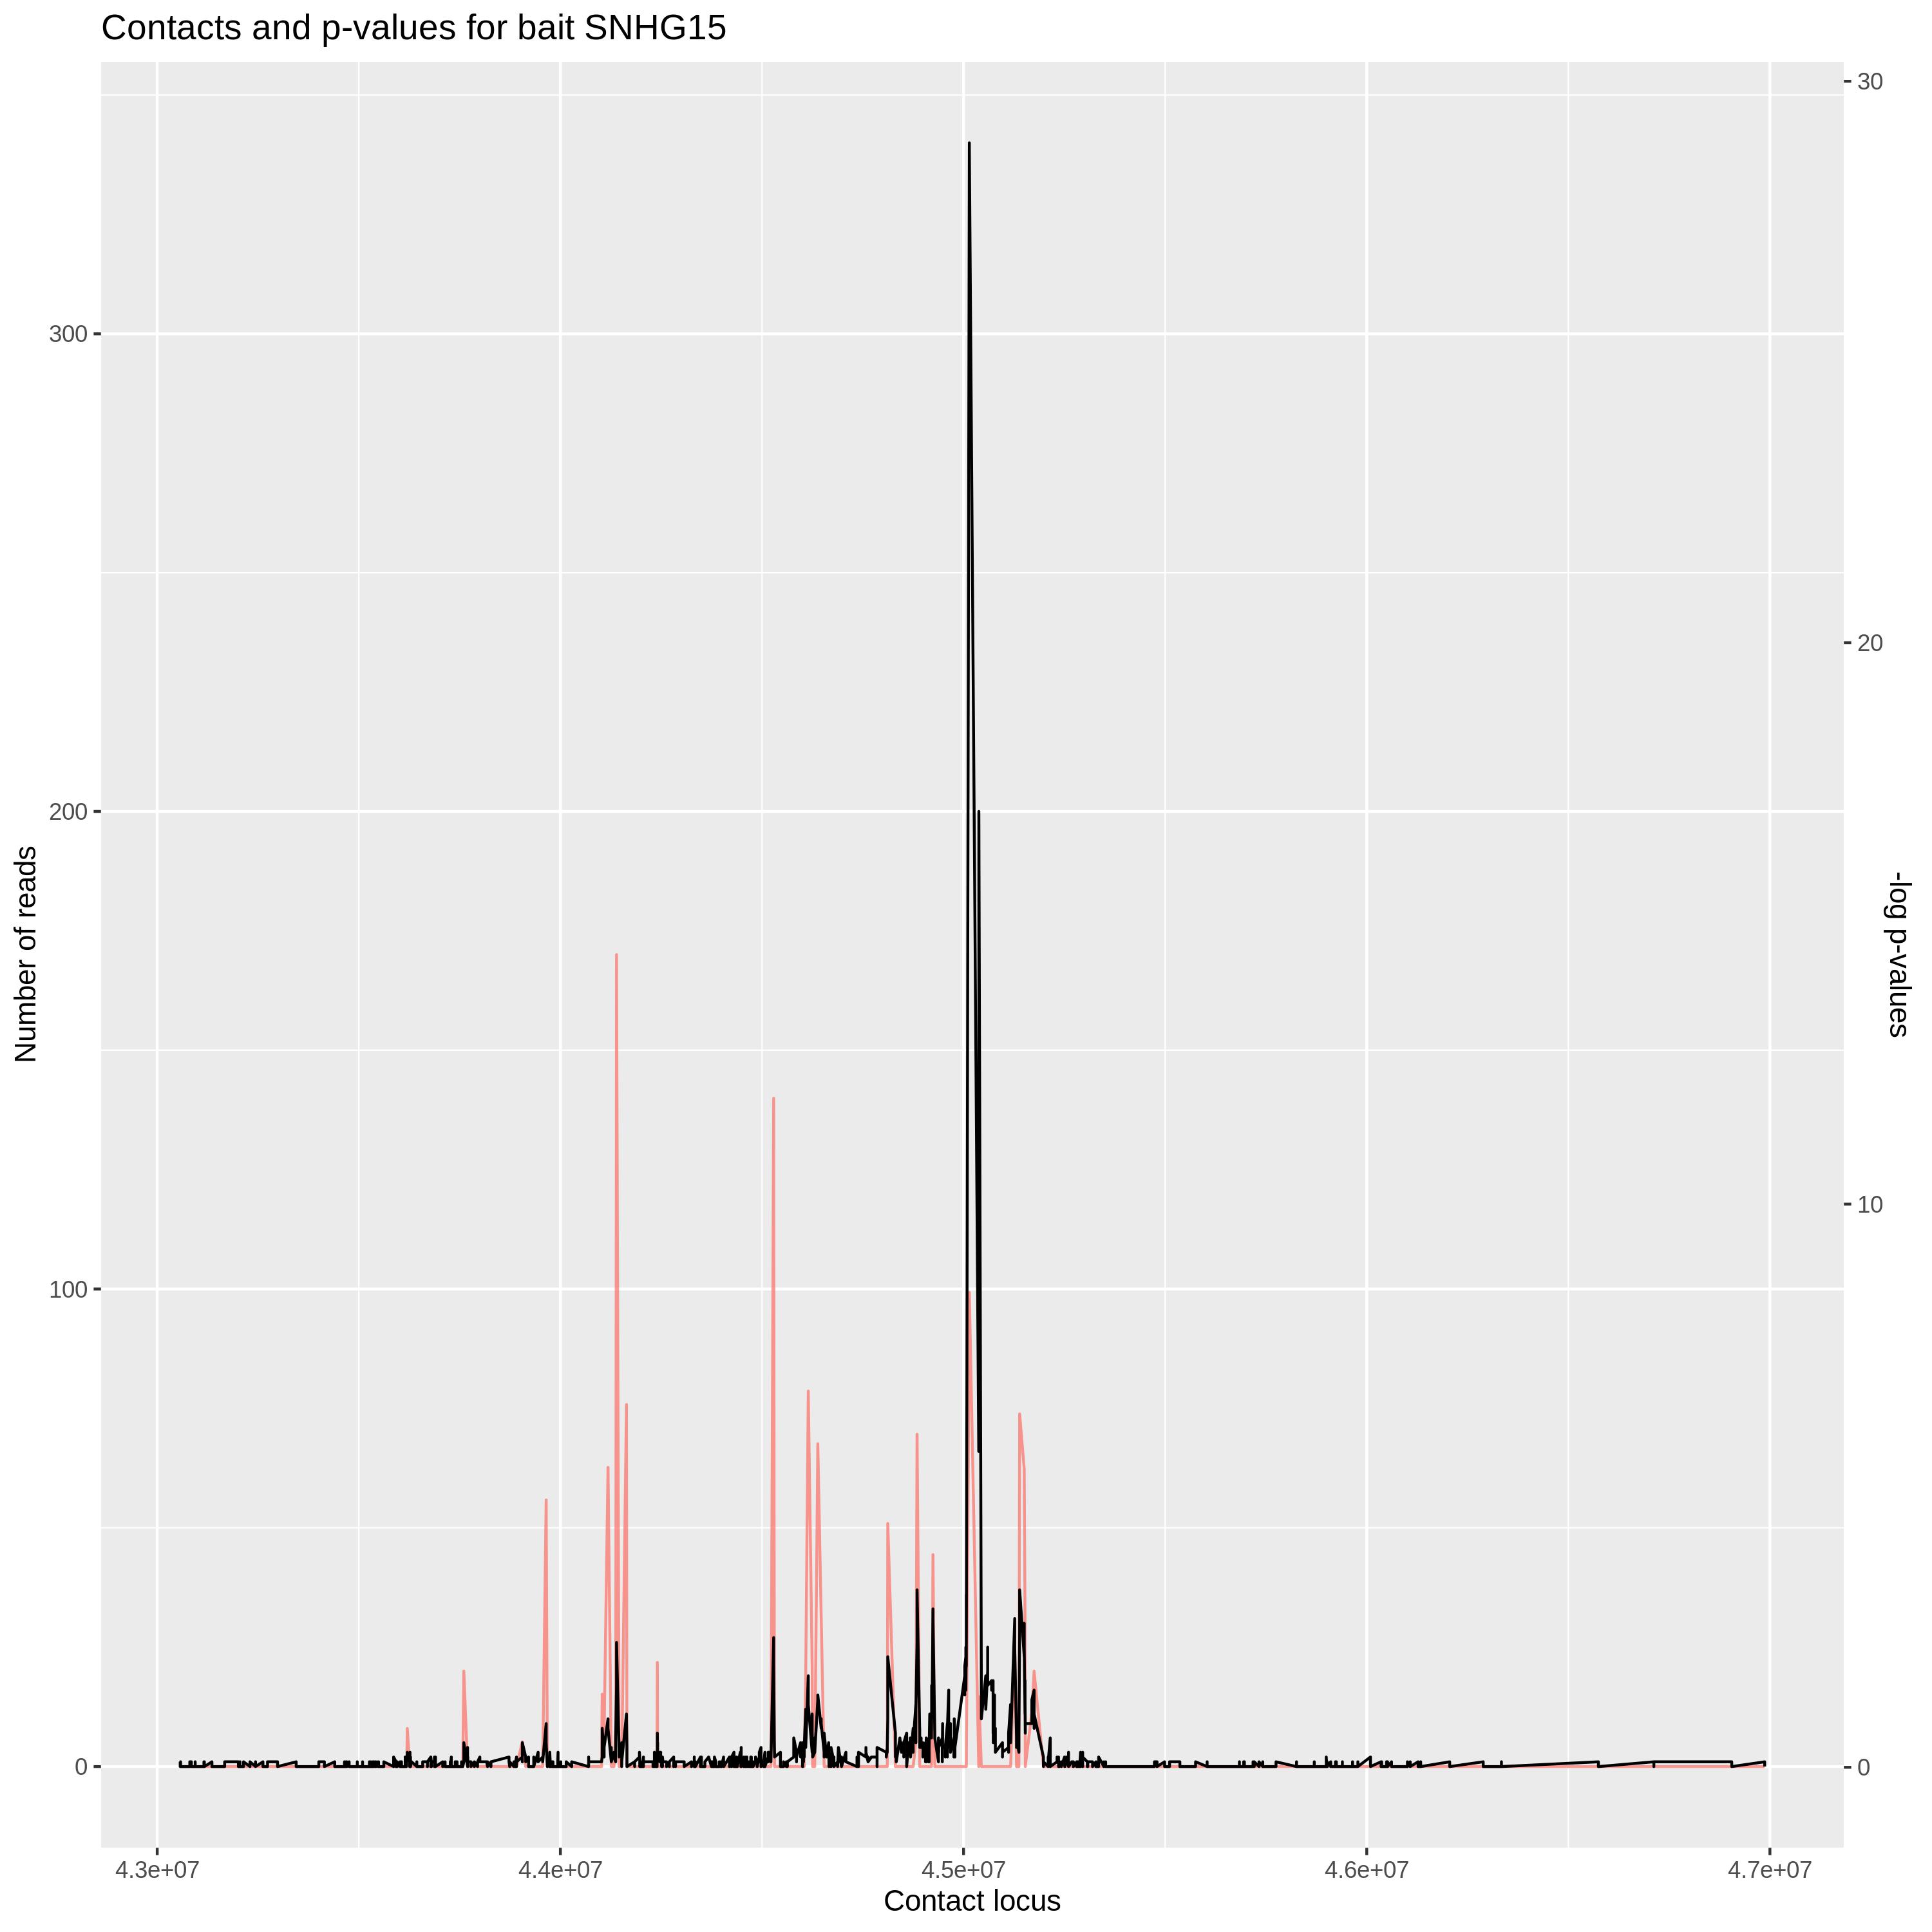 Contacts and p-values for bait SNHG15
30
300
20
200
Number of reads
-log p-values
10
100
0
0
4.3e+07
4.4e+07
4.5e+07
4.6e+07
4.7e+07
Contact locus